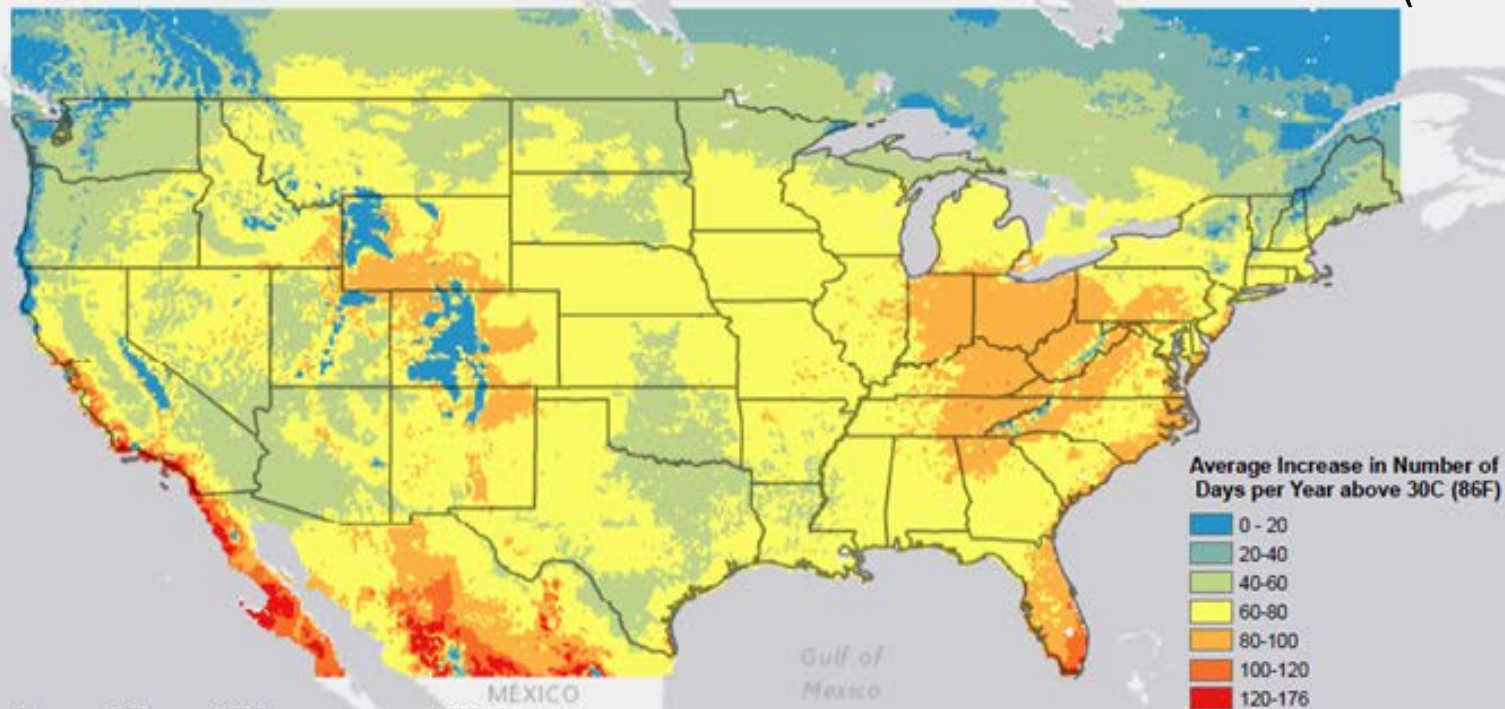 (
Average Increase in Number of
Days per Year above 30C (86F)
0 - 20
20-40
40-60
60-80
80-100
100-120
120-176
Gulf of
Mexico
MÉXICO